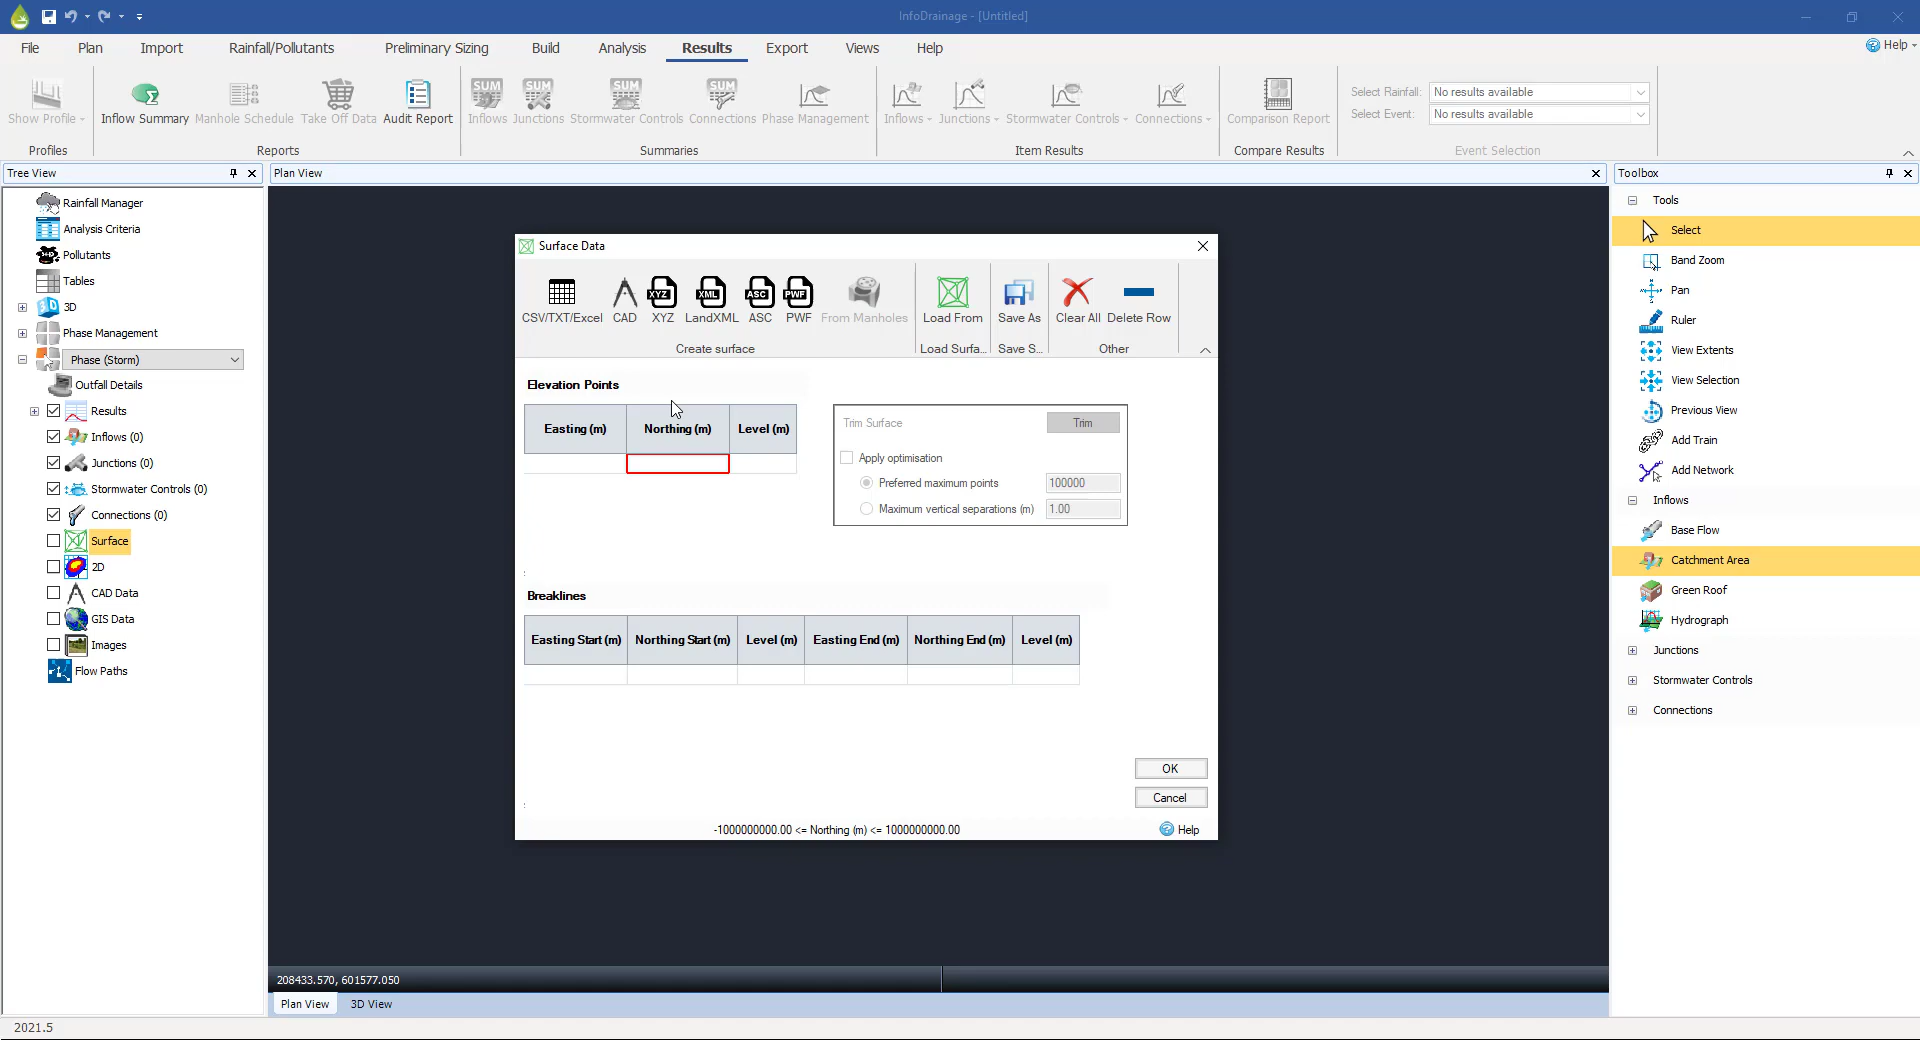 InfoDrainage - [Untitled]
File Plan Import Rainfall/Pollutants Preliminary Sizing Build Analysis Results Export Views Help
Help
Show Profile
Profiles
Inflow Summary Manhole Schedule Take Off Data Audit Report
Reports
SUM SUM SUM SUM
Inflows Junctions Stormwater Controls Connections Phase Management
Summaries
Inflows Junctions Stormwater Controls Connections
Item Results
Comparison Report
Compare Results
Select Rainfall: No results available
Select Event: No results available
Event Selection
Tree View
Rainfall Manager
Analysis Criteria
Pollutants
Tables
3D
Phase Management
Phase (Storm)
Outfall Details
Results
Inflows (0)
Junctions (0)
Stormwater Controls (0)
Connections (0)
Surface
2D
CAD Data
GIS Data
Images
Flow Paths
Plan View
Surface Data
XYZ XML ASC PWF
CSV/TXT/Excel CAD XYZ LandXML ASC PWF From Manholes
Create surface
Load From
Load Surfa...
Save As
Save S...
Clear All Delete Row
Other
Elevation Points
Easting (m) Northing (m) Level (m)
Trim Surface Trim
Apply optimisation
Preferred maximum points 100000
Maximum vertical separations (m) 1.00
Breaklines
Easting Start (m) Northing Start (m) Level (m) Easting End (m) Northing End (m) Level (m)
OK
Cancel
-1000000000.00 <= Northing (m) <= 1000000000.00
Help
208433.570, 601577.050
Plan View 3D View
Toolbox
Tools
Select
Band Zoom
Pan
Ruler
View Extents
View Selection
Previous View
Add Train
Add Network
Inflows
Base Flow
Catchment Area
Green Roof
Hydrograph
Junctions
Stormwater Controls
Connections
2021.5